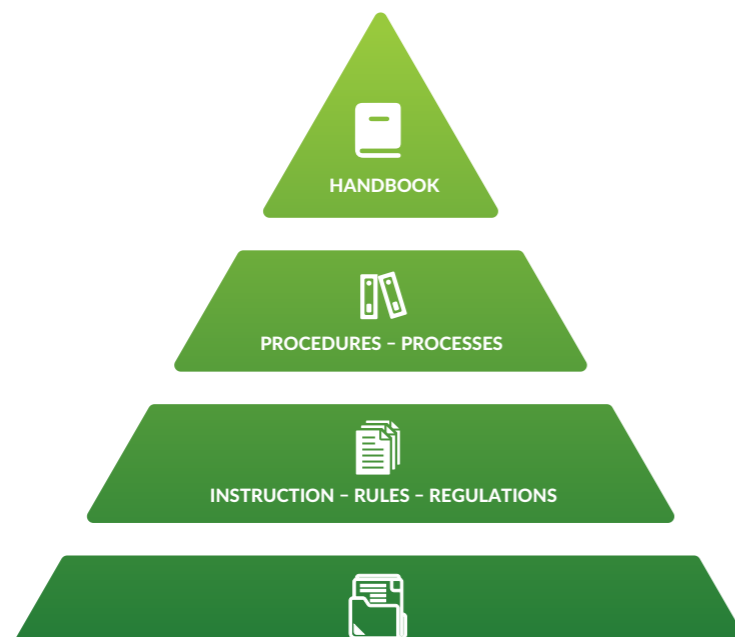 HANDBOOK
PROCEDURES – PROCESSES
INSTRUCTION – RULES – REGULATIONS